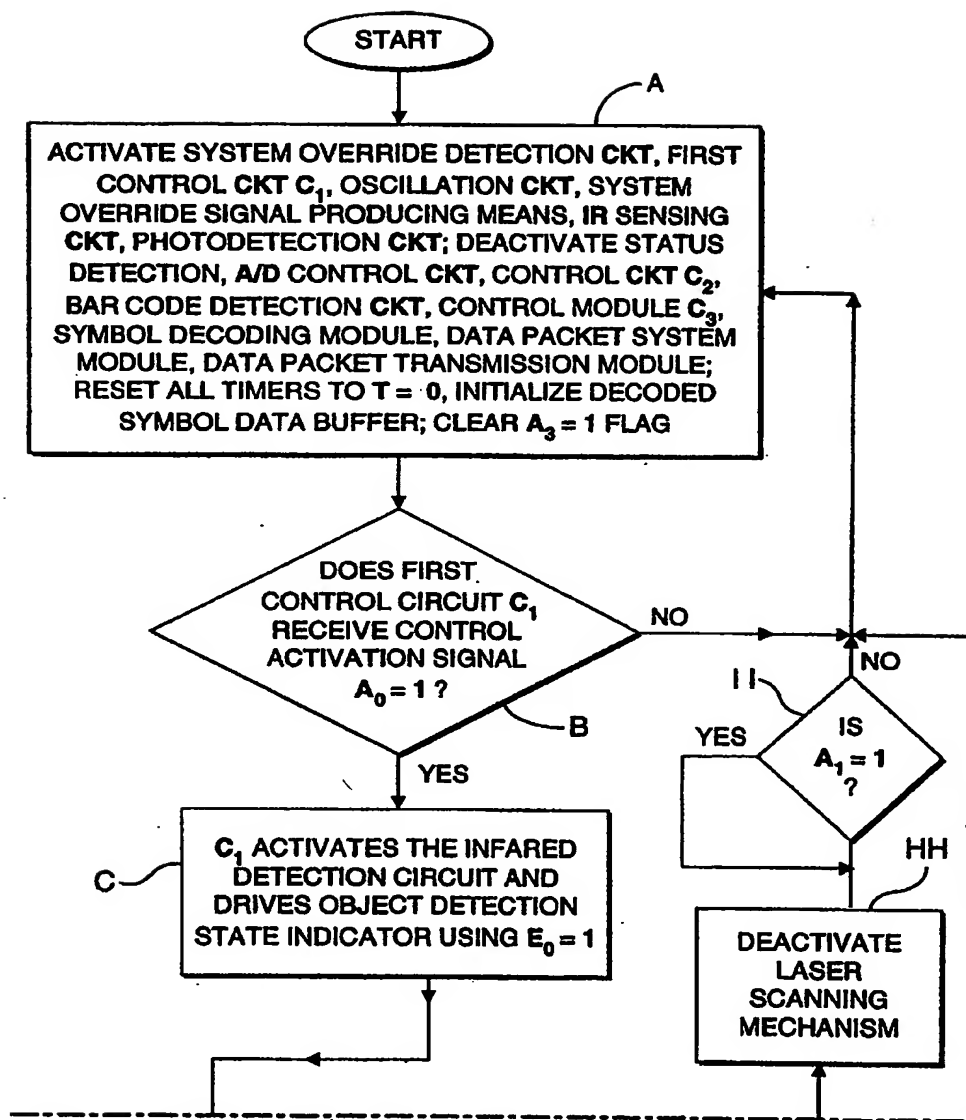 START
A
ACTIVATE SYSTEM OVERRIDE DETECTION CKT, FIRST
CONTROL CKT C₁, OSCILLATION CKT, SYSTEM
OVERRIDE SIGNAL PRODUCING MEANS, IR SENSING
CKT, PHOTODETECTION CKT; DEACTIVATE STATUS
DETECTION, A/D CONTROL CKT, CONTROL CKT C₂,
BAR CODE DETECTION CKT, CONTROL MODULE C₃,
SYMBOL DECODING MODULE, DATA PACKET SYSTEM
MODULE, DATA PACKET TRANSMISSION MODULE;
RESET ALL TIMERS TO T = 0, INITIALIZE DECODED
SYMBOL DATA BUFFER; CLEAR A₃ = 1 FLAG
DOES FIRST
CONTROL CIRCUIT C₁
RECEIVE CONTROL
ACTIVATION SIGNAL
A₀ = 1 ?
NO
B
YES
C
C₁ ACTIVATES THE INFARED
DETECTION CIRCUIT AND
DRIVES OBJECT DETECTION
STATE INDICATOR USING E₀ = 1
NO
II
YES
IS
A₁ = 1
?
HH
DEACTIVATE
LASER
SCANNING
MECHANISM